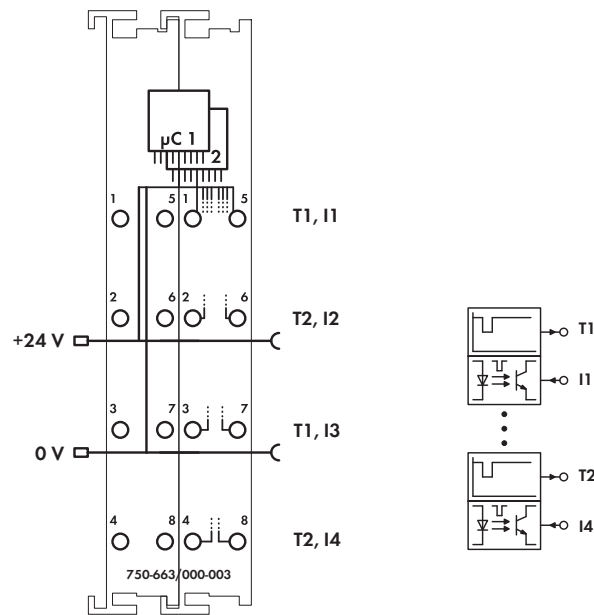 µC 1
2
1 5 1 5
T1, I1
2 6 2 6
T2, I2
+24 V
3 7 3 7
T1, I3
0 V
4 8 4 8
T2, I4
750-663/000-003
T1
I1
T2
I4